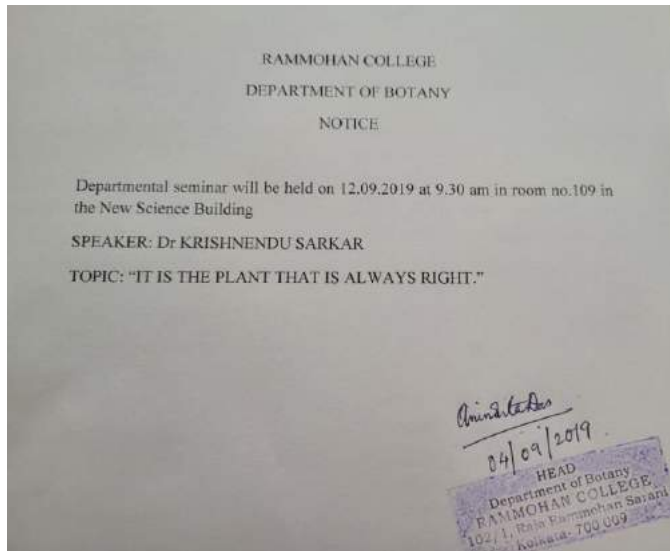 RAMMOHAN COLLEGE
DEPARTMENT OF BOTANY
NOTICE
Departmental seminar will be held on 12.09.2019 at 9.30 am in room no.109 in
the New Science Building
SPEAKER: Dr KRISHNENDU SARKAR
TOPIC: “IT IS THE PLANT THAT IS ALWAYS RIGHT.”
Anindita Das
04/09/2019
HEAD
Department of Botany
RAMMOHAN COLLEGE
102/1, Raja Rammohan Sarani
Kolkata- 700 009